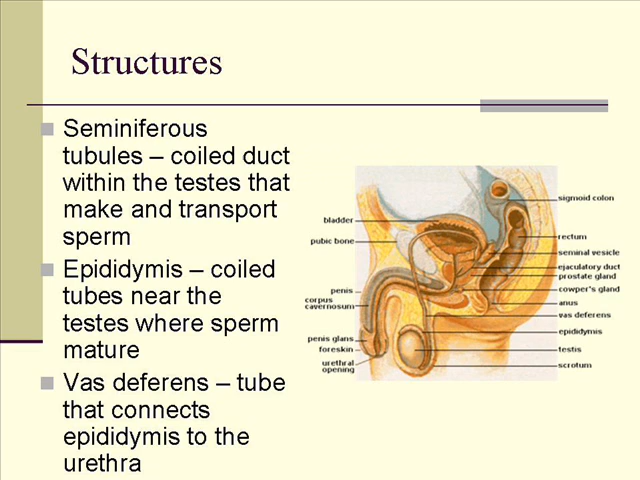 Structures
Seminiferous
tubules – coiled duct
within the testes that
make and transport
sperm
Epididymis – coiled
tubes near the
testes where sperm
mature
Vas deferens – tube
that connects
epididymis to the
urethra
bladder
pubic bone
penis
corpus
cavernosum
penis glans
foreskin
urethral
opening
sigmoid colon
rectum
seminal vesicle
ejaculatory duct
prostate gland
cowper's gland
anus
vas deferens
epididymis
testis
scrotum